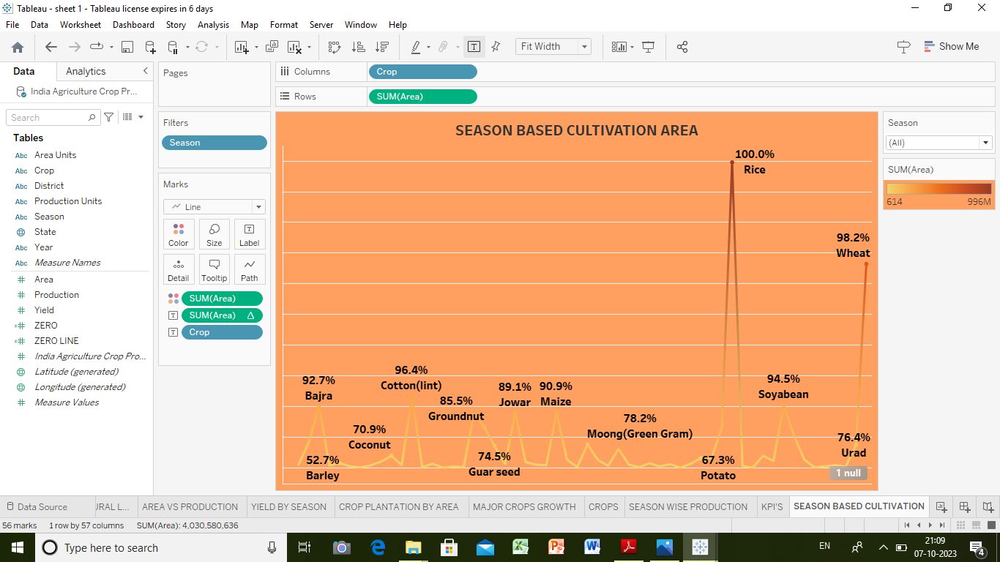 Tableau - sheet 1 - Tableau license expires in 6 days
File Data Worksheet Dashboard Story Analysis Map Format Server Window Help
Fit Width
Show Me
Data Analytics
India Agriculture Crop Pr...
Search
Tables
Abc Area Units
Abc Crop
Abc District
Abc Production Units
Abc Season
State
Abc Year
Abc Measure Names
Area
Production
Yield
ZERO
ZERO LINE
India Agriculture Crop Pro...
Latitude (generated)
Longitude (generated)
Measure Values
Pages
Filters
Season
Marks
Line
Color Size Label
Detail Tooltip Path
SUM(Area)
SUM(Area)
Crop
Columns Crop
Rows SUM(Area)
SEASON BASED CULTIVATION AREA
100.0%
Rice
98.2%
Wheat
96.4%
Cotton(lint)
92.7%
Bajra
94.5%
Soyabean
89.1%
Jowar
90.9%
Maize
85.5%
Groundnut
78.2%
Moong(Green Gram)
70.9%
Coconut
76.4%
Urad
74.5%
Guar seed
52.7%
Barley
67.3%
Potato
1 null
Season
(All)
SUM(Area)
614 996M
Data Source
URAL L...
AREA VS PRODUCTION
YIELD BY SEASON
CROP PLANTATION BY AREA
MAJOR CROPS GROWTH
CROPS
SEASON WISE PRODUCTION
KPI'S
SEASON BASED CULTIVATION
56 marks 1 row by 57 columns SUM(Area): 4,030,580,636
Type here to search
EN
21:09
07-10-2023
4